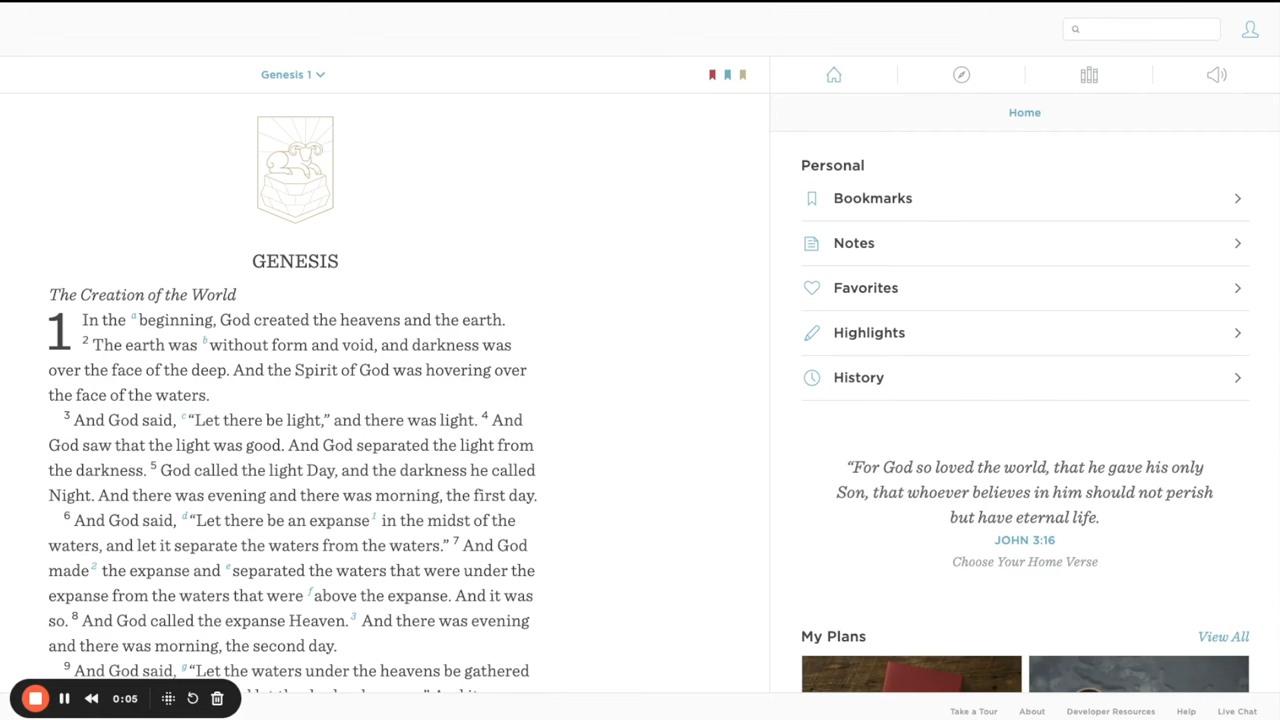 Genesis 1
Home
GENESIS
The Creation of the World
1 In the a beginning, God created the heavens and the earth.
2 The earth was b without form and void, and darkness was
over the face of the deep. And the Spirit of God was hovering over
the face of the waters.
3 And God said, c “Let there be light,” and there was light. 4 And
God saw that the light was good. And God separated the light from
the darkness. 5 God called the light Day, and the darkness he called
Night. And there was evening and there was morning, the first day.
6 And God said, d “Let there be an expanse 1 in the midst of the
waters, and let it separate the waters from the waters.” 7 And God
made 2 the expanse and e separated the waters that were under the
expanse from the waters that were f above the expanse. And it was
so. 8 And God called the expanse Heaven. 3 And there was evening
and there was morning, the second day.
9 And God said, g “Let the waters under the heavens be gathered
0:05
Personal
Bookmarks
Notes
Favorites
Highlights
History
“For God so loved the world, that he gave his only
Son, that whoever believes in him should not perish
but have eternal life.
JOHN 3:16
Choose Your Home Verse
My Plans
View All
Take a Tour
About
Developer Resources
Help
Live Chat